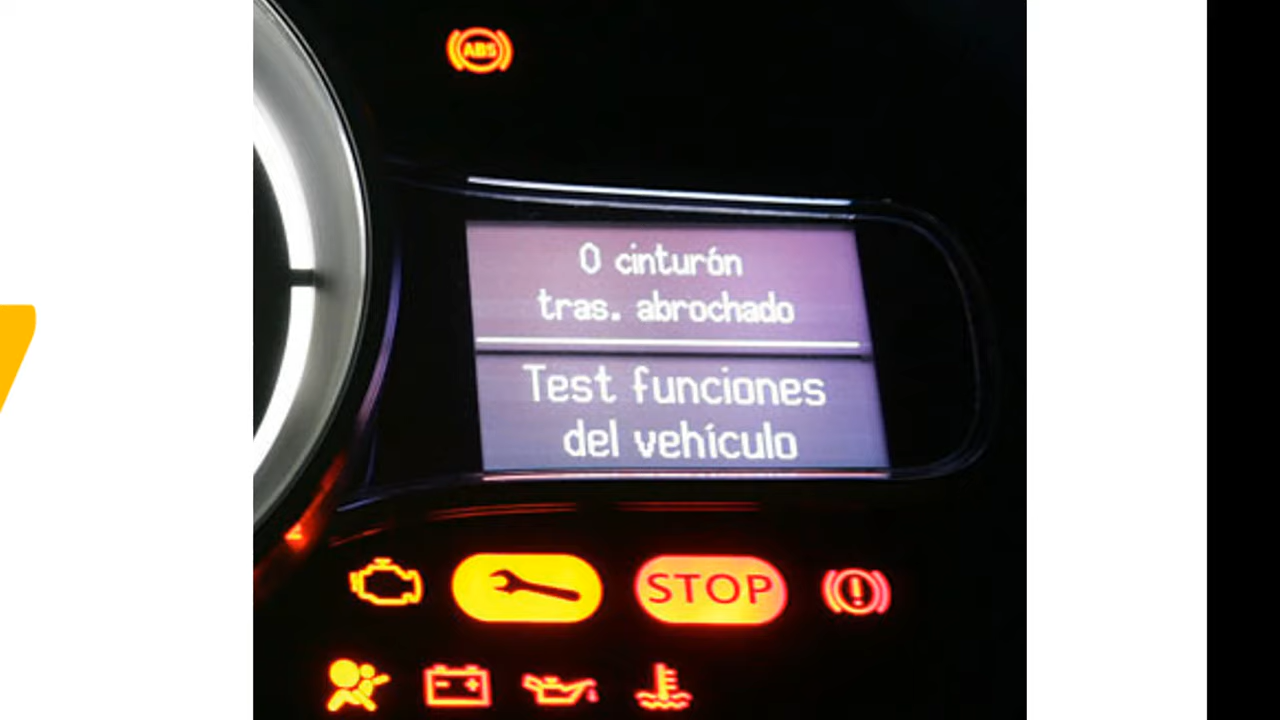 ABS
0 cinturón
tras. abrochado
Test funciones
del vehículo
STOP